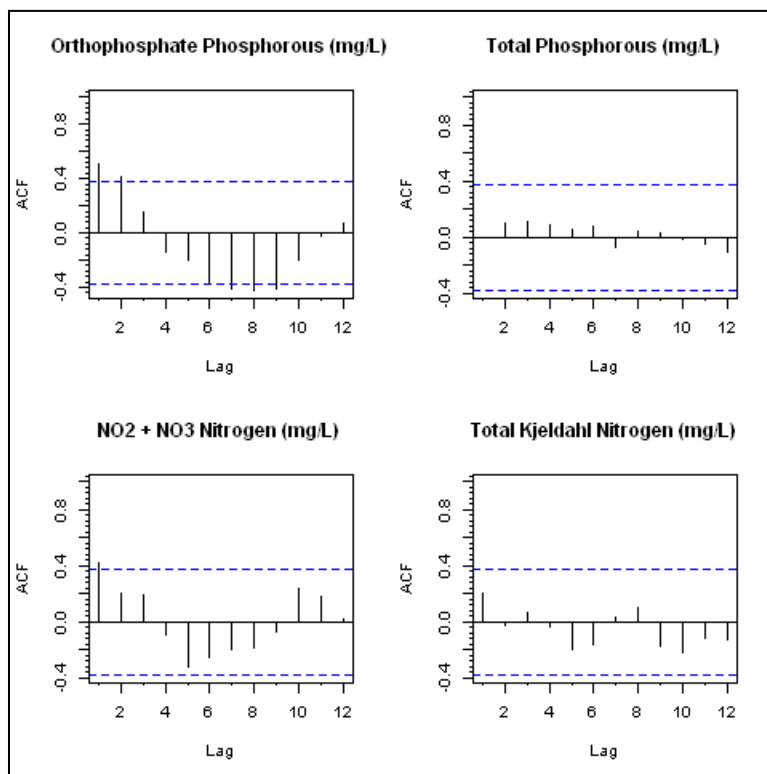 Orthophosphate Phosphorous (mg/L)
ACF
0.8
0.4
0.0
-0.4
2 4 6 8 10 12
Lag
Total Phosphorous (mg/L)
ACF
0.8
0.4
0.0
-0.4
2 4 6 8 10 12
Lag
NO2 + NO3 Nitrogen (mg/L)
ACF
0.8
0.4
0.0
-0.4
2 4 6 8 10 12
Lag
Total Kjeldahl Nitrogen (mg/L)
ACF
0.8
0.4
0.0
-0.4
2 4 6 8 10 12
Lag